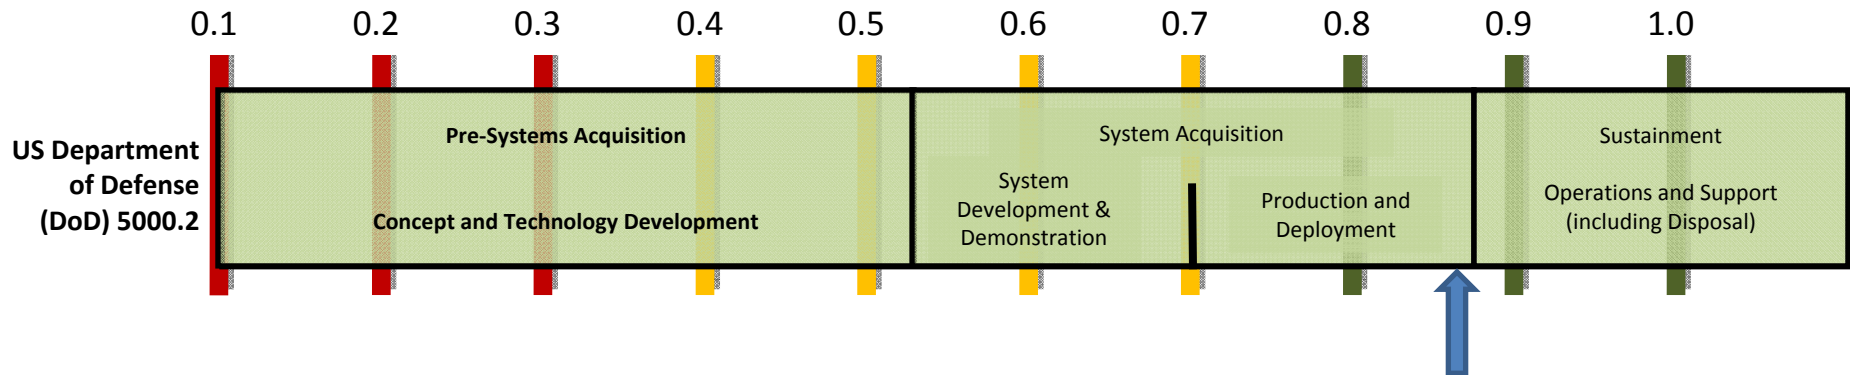 0.1 0.2 0.3 0.4 0.5 0.6 0.7 0.8 0.9 1.0
US Department
of Defense
(DoD) 5000.2
Pre-Systems Acquisition
Concept and Technology Development
System Acquisition
System
Development &
Demonstration
Production and
Deployment
Sustainment
Operations and Support
(including Disposal)